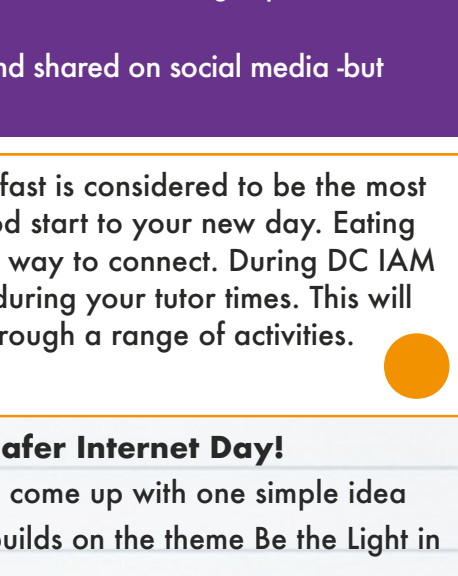 nd shared on social media -but
fast is considered to be the most
od start to your new day. Eating
way to connect. During DC IAM
during your tutor times. This will
rough a range of activities.
afer Internet Day!
come up with one simple idea
uilds on the theme Be the Light in